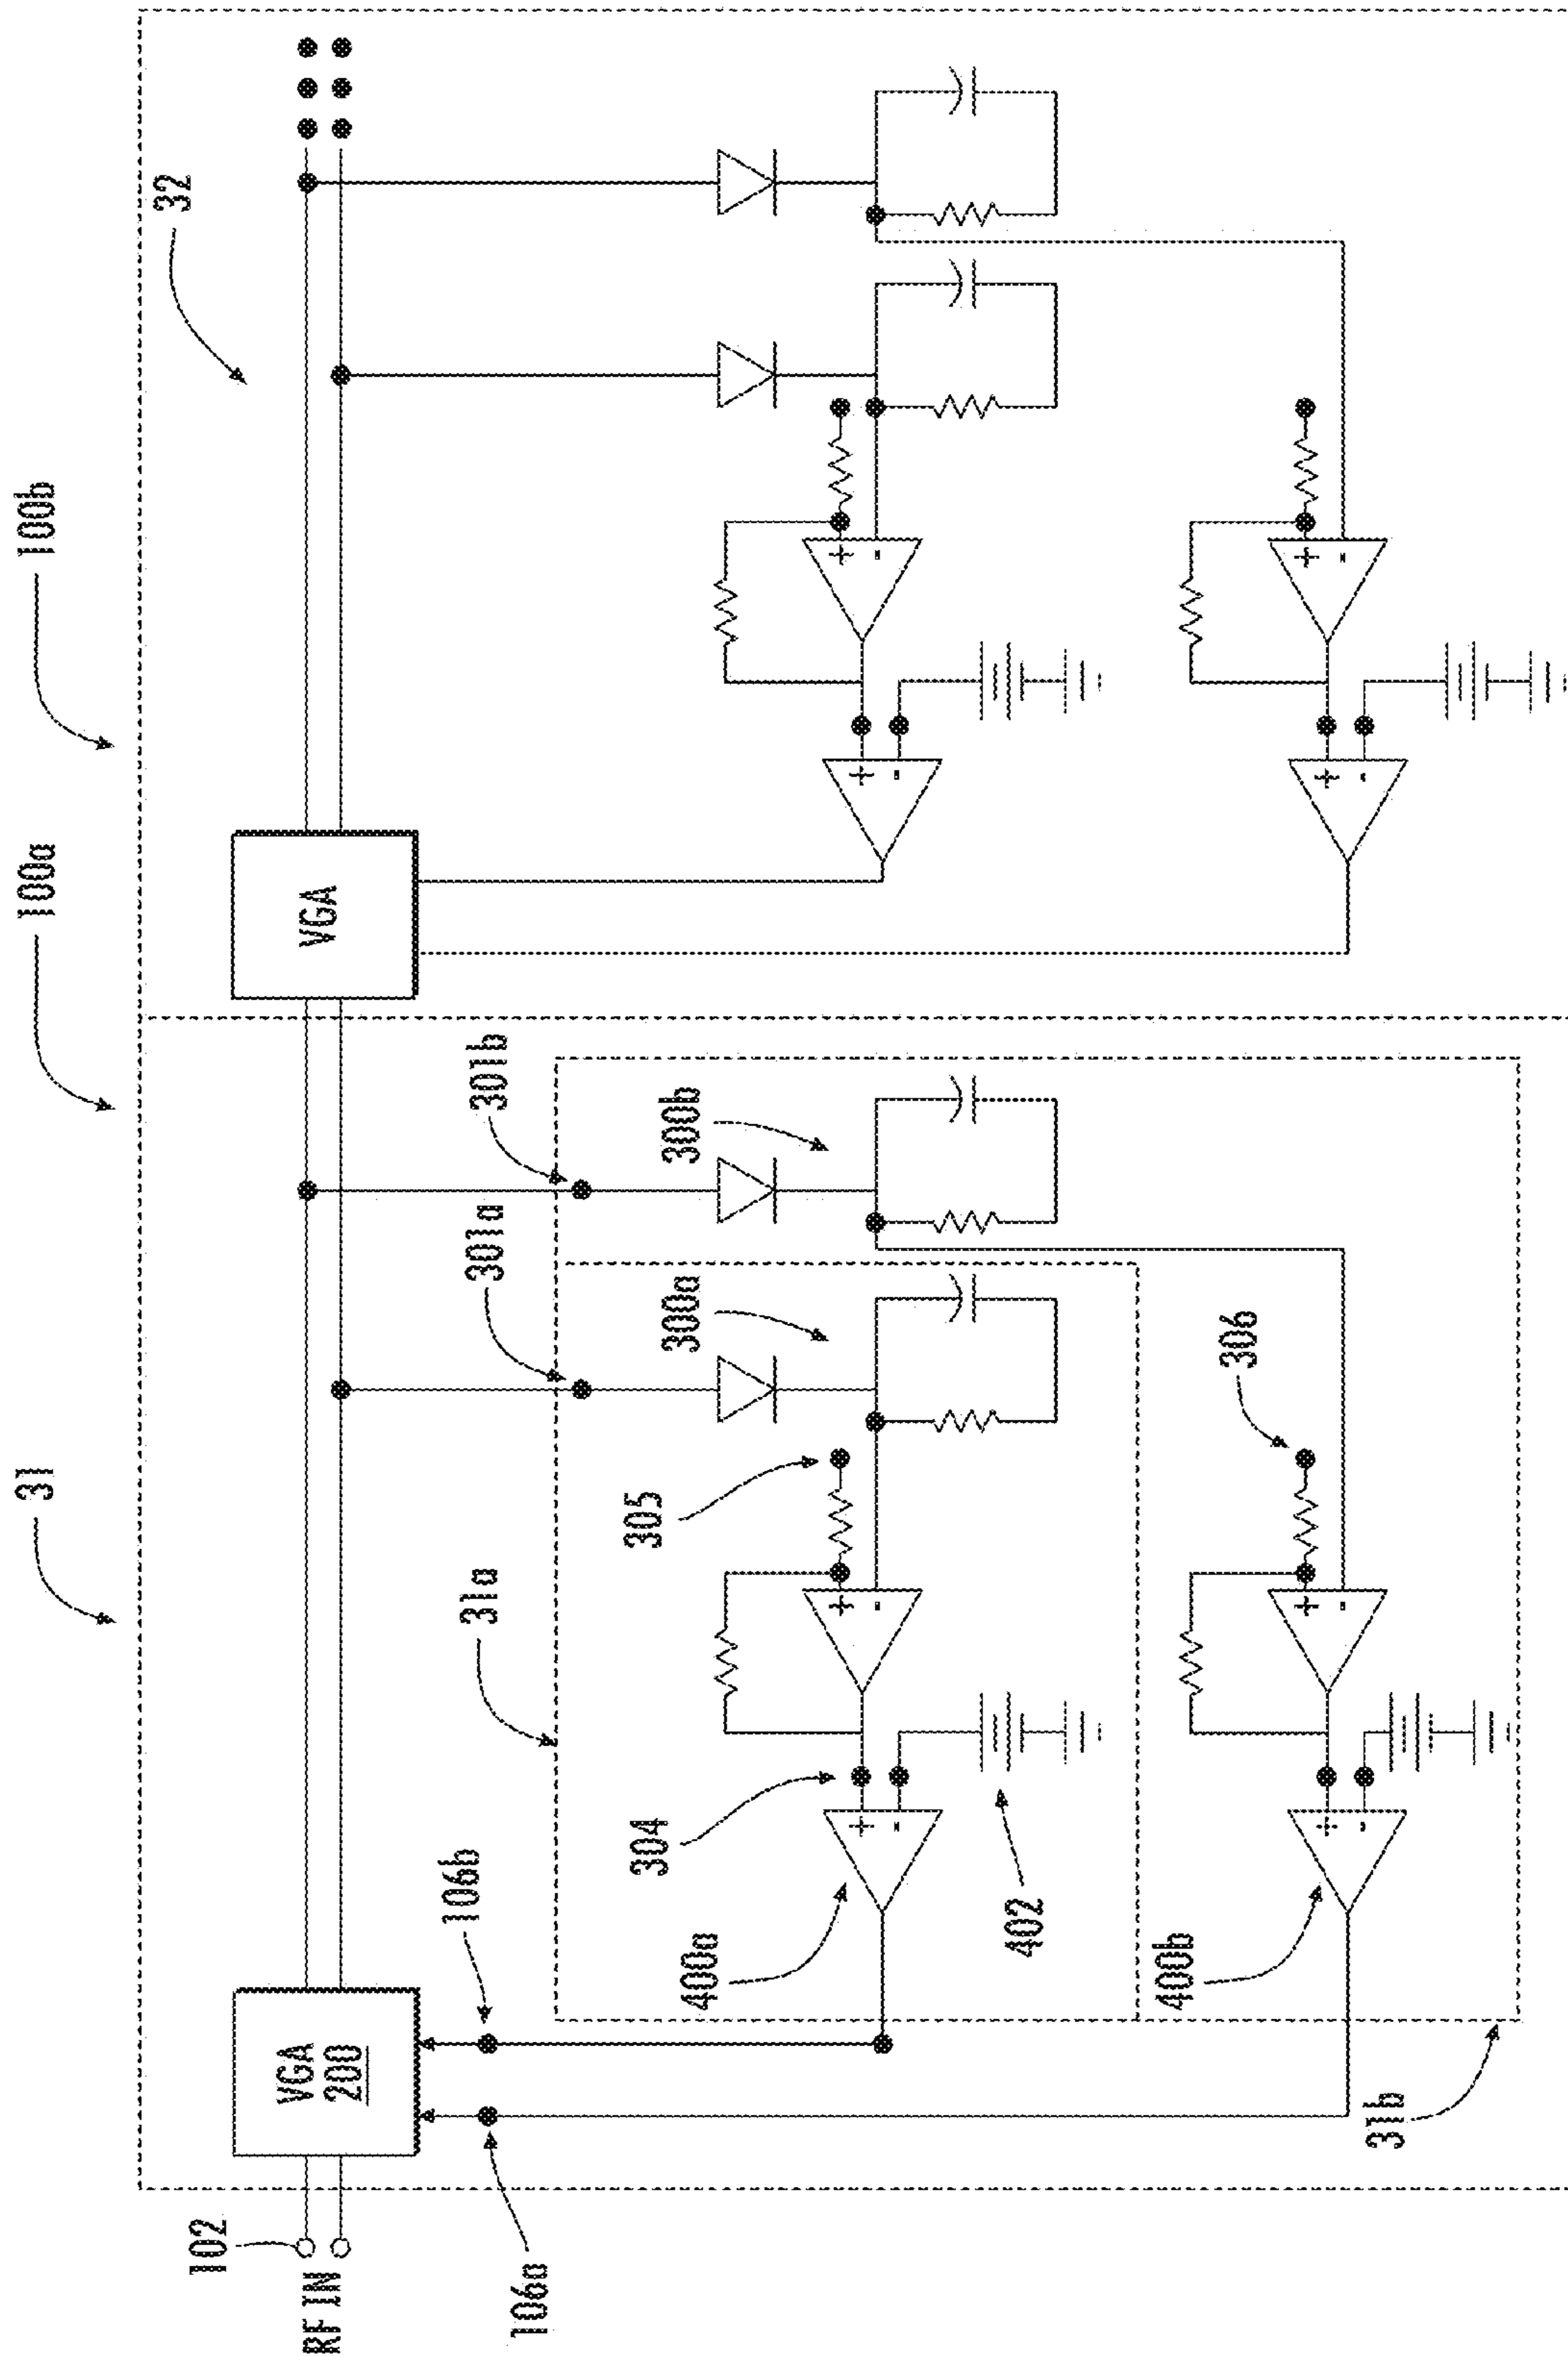 31
100a
100b
32
102
RF IN
VGA
200
VGA
106a
106b
31a
301a
301b
304
305
300a
300b
400a
402
306
400b
31b
+
-
+
-
+
-
+
-
+
-
+
-
+
-
+
-